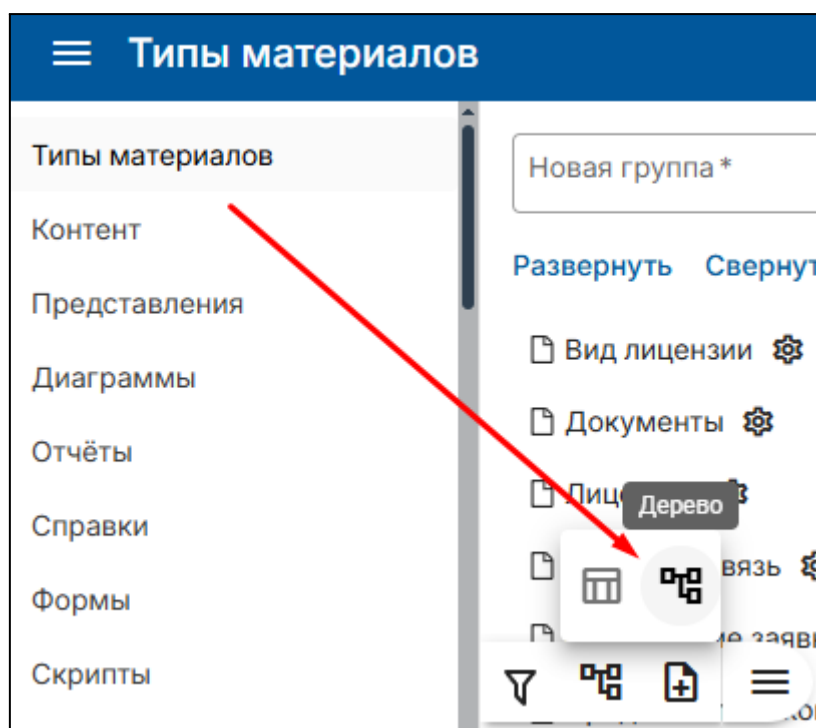 Типы материалов
Типы материалов
Контент
Представления
Диаграммы
Отчёты
Справки
Формы
Скрипты
Новая группа *
Развернуть
Вид лицензии
Документы
Дерево